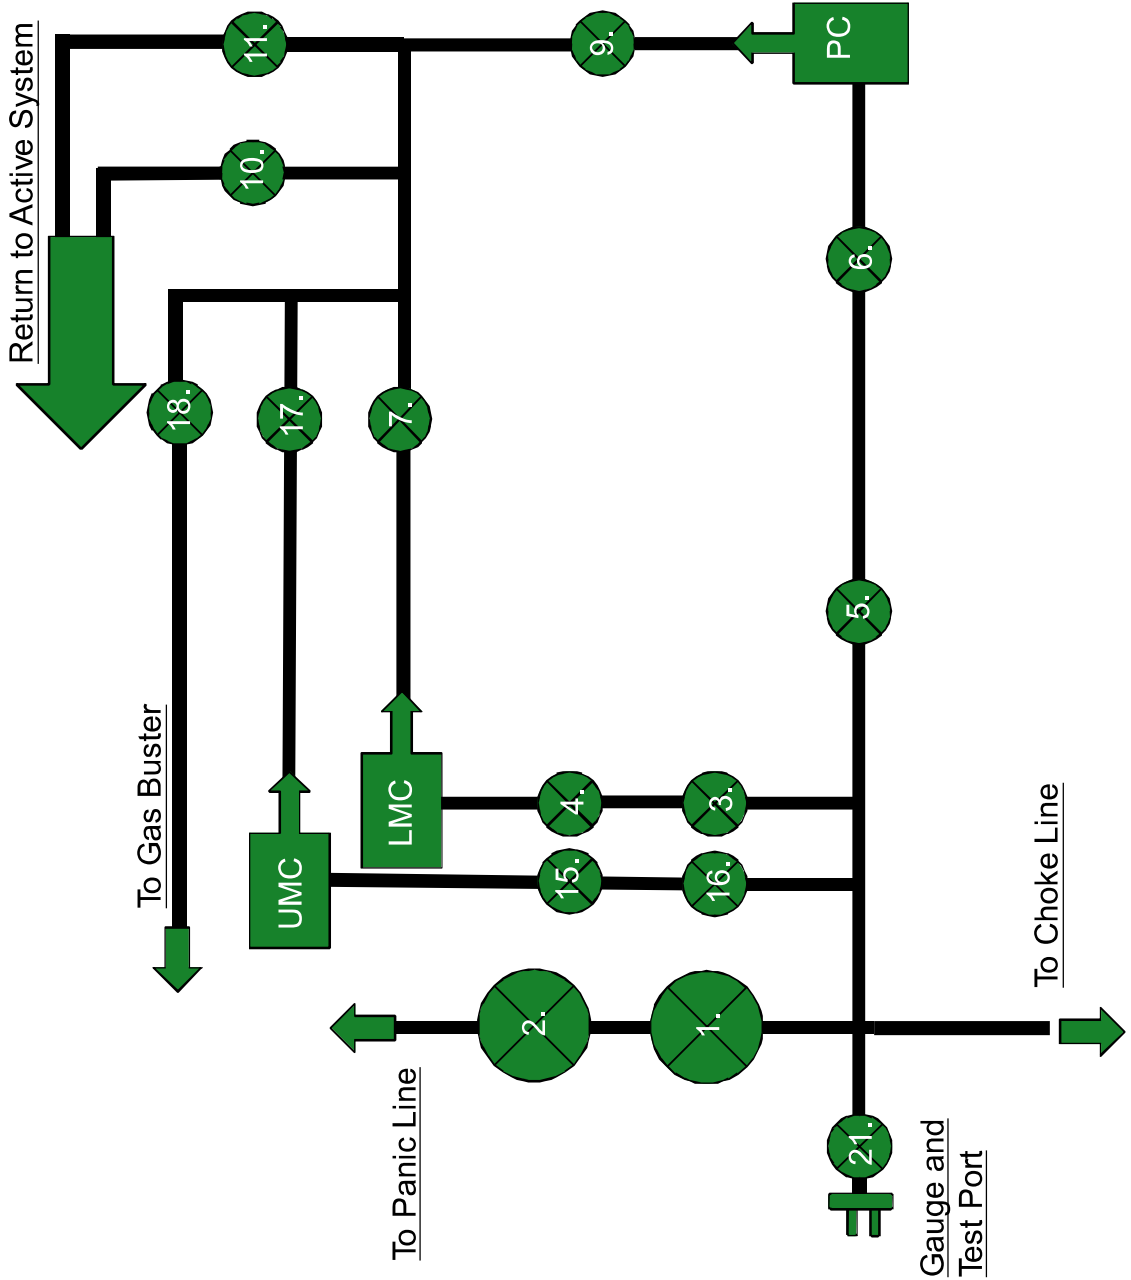 Return to Active System
To Gas Buster
18.
10.
11.
UMC
17.
LMC
7.
To Panic Line
2.
15.
4.
9.
1.
16.
3.
PC
21.
5.
6.
Gauge and
Test Port
To Choke Line